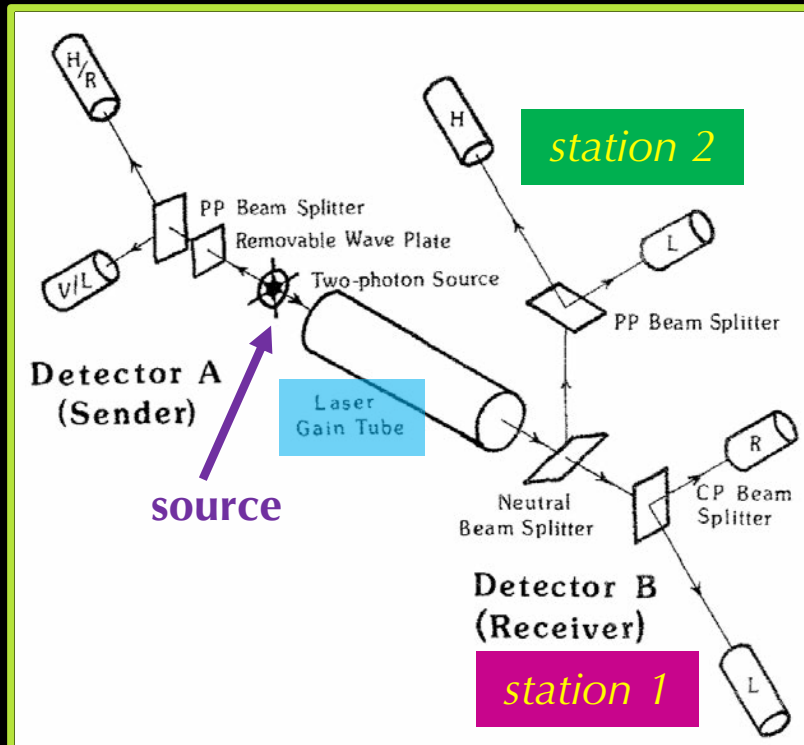 H/R
PP Beam Splitter
Removable Wave Plate
V/L
Two-photon Source
Detector A
(Sender)
source
Laser
Gain Tube
H
station 2
L
PP Beam Splitter
R
CP Beam
Splitter
Neutral
Beam Splitter
Detector B
(Receiver)
station 1
L